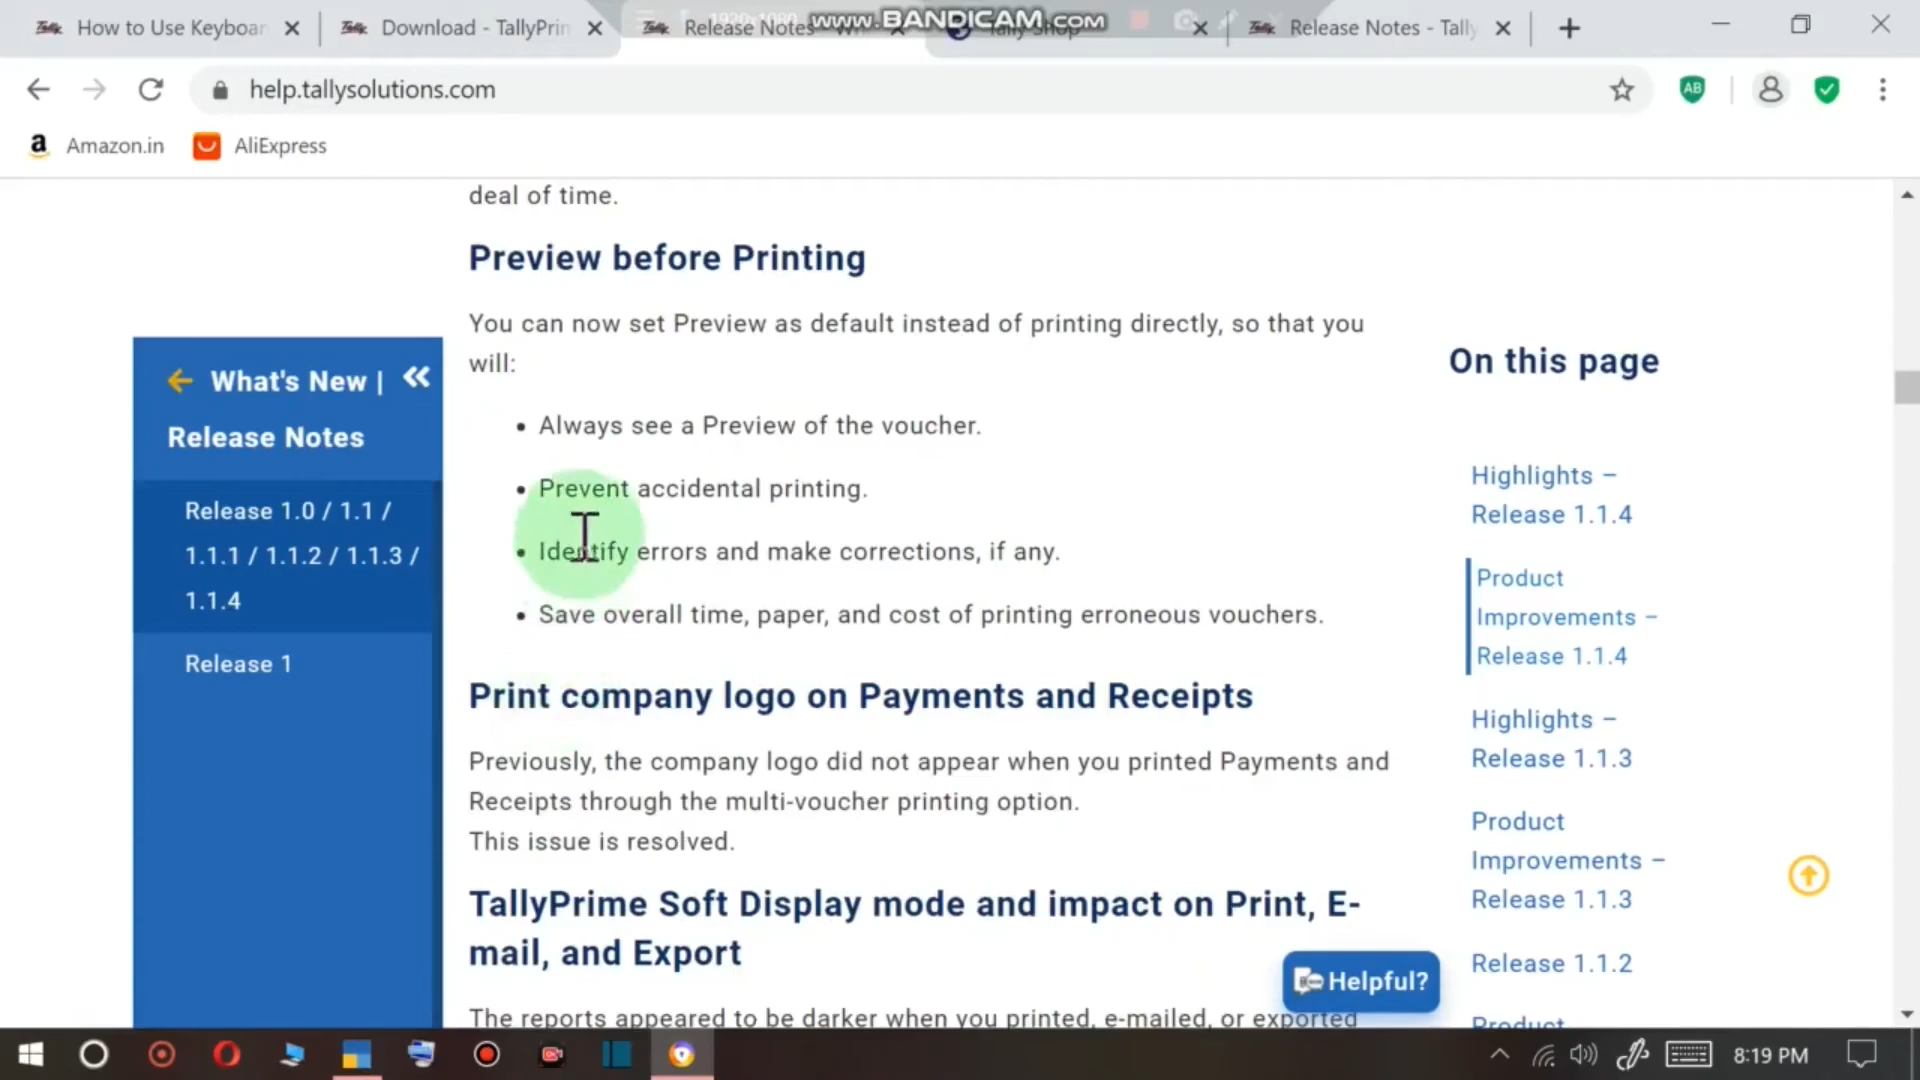 1920x1080
www.BANDICAM.com
How to Use Keyboar
Download - TallyPrin
Release Notes
Tally Shop
Release Notes - Tally
help.tallysolutions.com
AB
Amazon.in
AliExpress
deal of time.
Preview before Printing
You can now set Preview as default instead of printing directly, so that you
will:
• Always see a Preview of the voucher.
• Prevent accidental printing.
• Identify errors and make corrections, if any.
• Save overall time, paper, and cost of printing erroneous vouchers.
Print company logo on Payments and Receipts
Previously, the company logo did not appear when you printed Payments and
Receipts through the multi-voucher printing option.
This issue is resolved.
TallyPrime Soft Display mode and impact on Print, E-
mail, and Export
The reports appeared to be darker when you printed, e-mailed, or exported
What's New |
Release Notes
Release 1.0 / 1.1 /
1.1.1 / 1.1.2 / 1.1.3 /
1.1.4
Release 1
On this page
Highlights –
Release 1.1.4
Product
Improvements –
Release 1.1.4
Highlights –
Release 1.1.3
Product
Improvements –
Release 1.1.3
Release 1.1.2
Product
Helpful?
8:19 PM